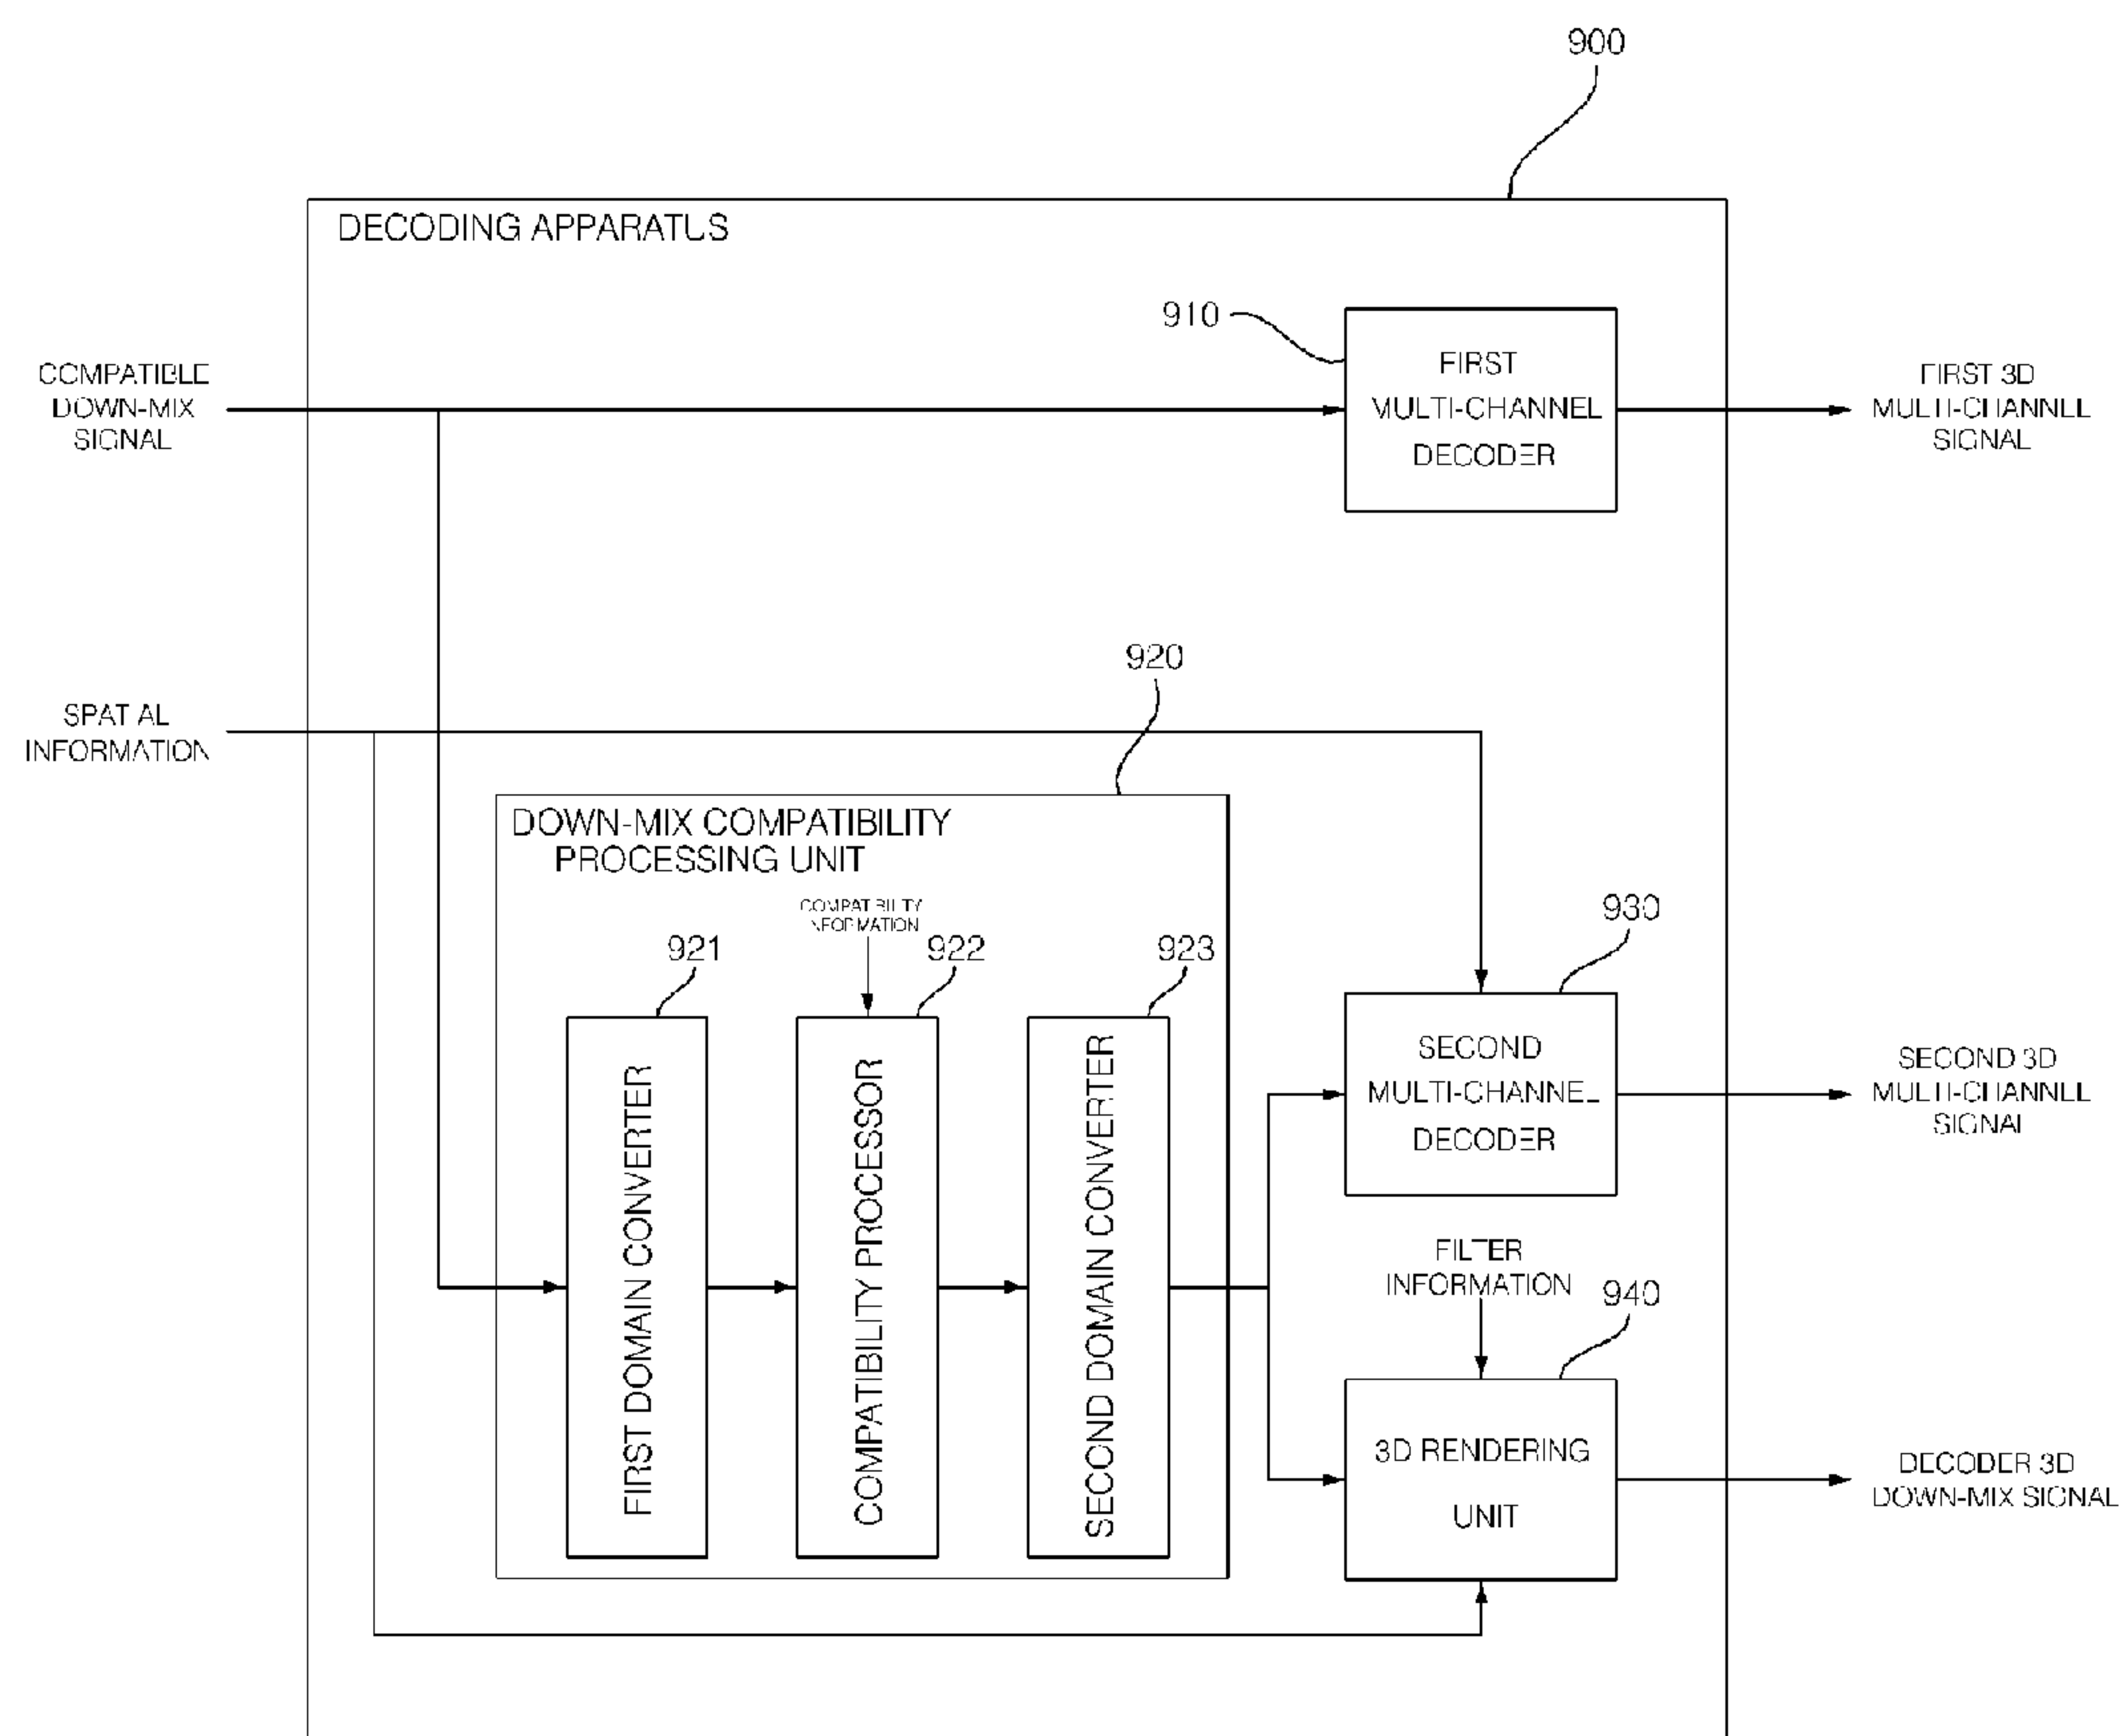 900
DECODING APPARATUS
910
FIRST
MULTI-CHANNEL
DECODER
COMPATIBLE
DOWN-MIX
SIGNAL
FIRST 3D
MULTI-CHANNEL
SIGNAL
920
SPATIAL
INFORMATION
DOWN-MIX COMPATIBILITY
PROCESSING UNIT
COMPATIBILITY
INFORMATION
921
922
923
930
FIRST DOMAIN CONVERTER
COMPATIBILITY PROCESSOR
SECOND DOMAIN CONVERTER
SECOND
MULTI-CHANNEL
DECODER
SECOND 3D
MULTI-CHANNEL
SIGNAL
FILTER
INFORMATION
940
3D RENDERING
UNIT
DECODER 3D
DOWN-MIX SIGNAL